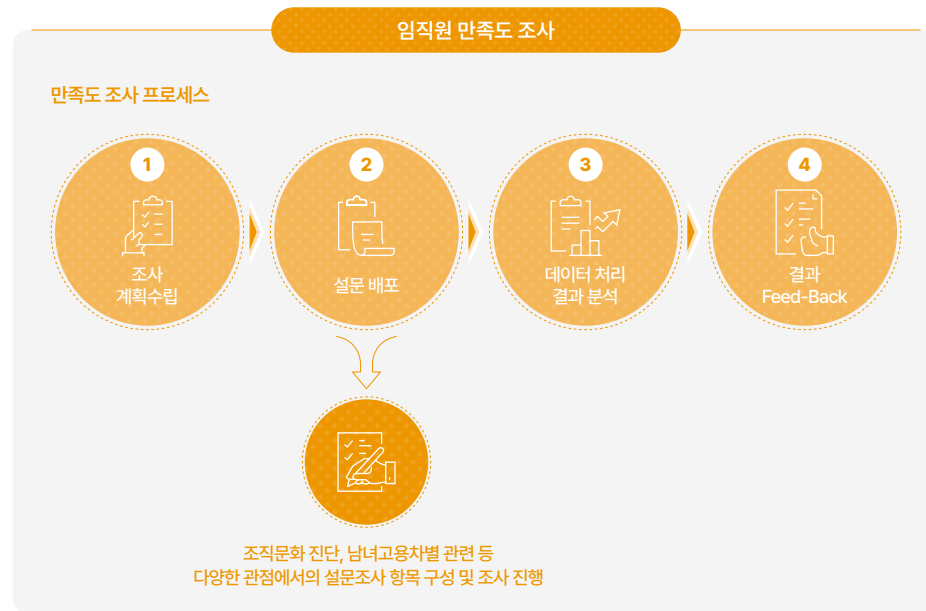 임직원 만족도 조사
만족도 조사 프로세스
1
조사
계획수립
2
설문 배포
3
데이터 처리
결과 분석
4
결과
Feed-Back
조직문화 진단, 남녀고용차별 관련 등
다양한 관점에서의 설문조사 항목 구성 및 조사 진행